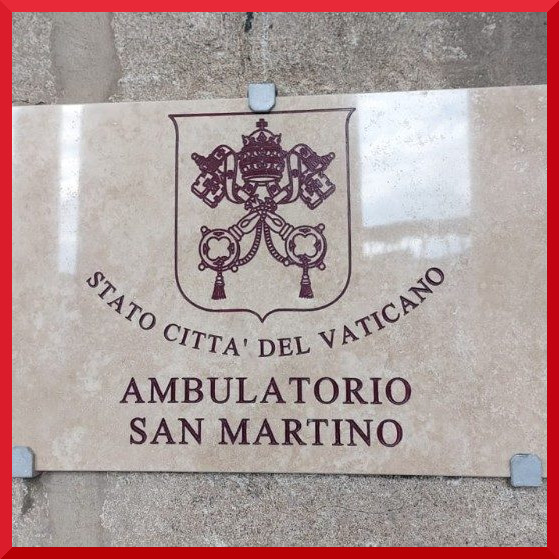 STATO CITTA' DEL VATICANO
AMBULATORIO
SAN MARTINO